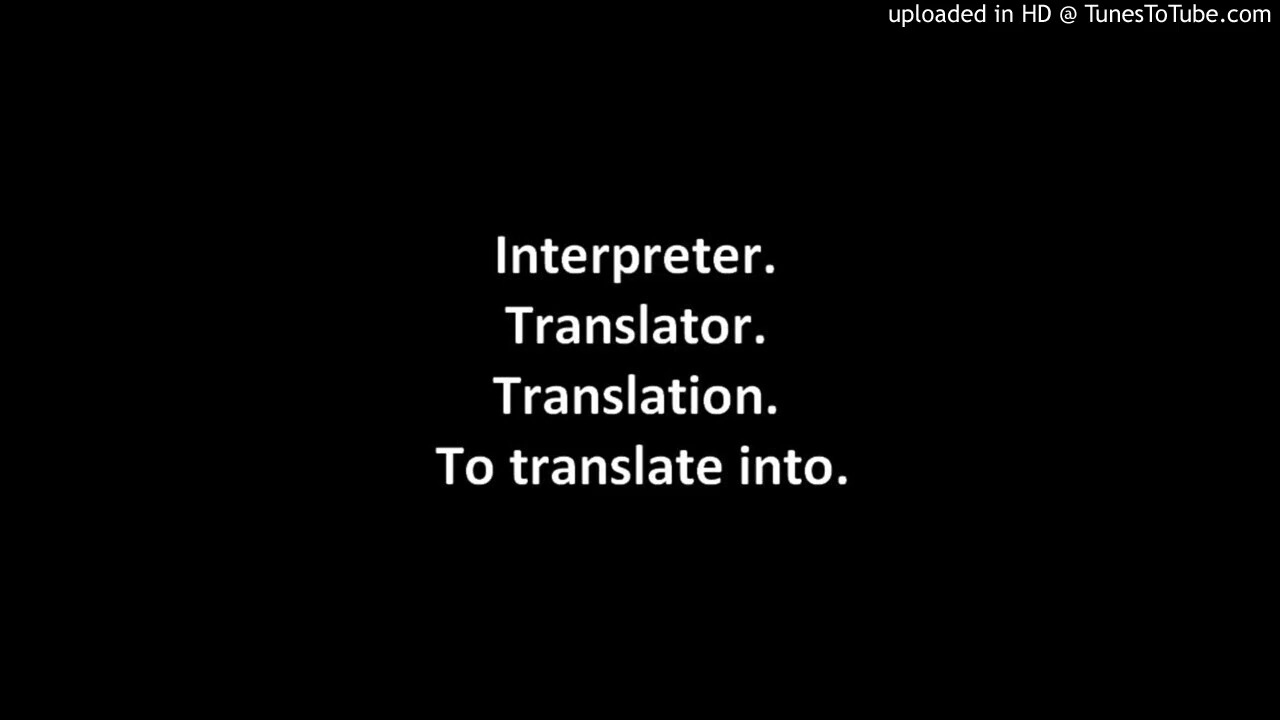 uploaded in HD @ TunesToTube.com
Interpreter.
Translator.
Translation.
To translate into.